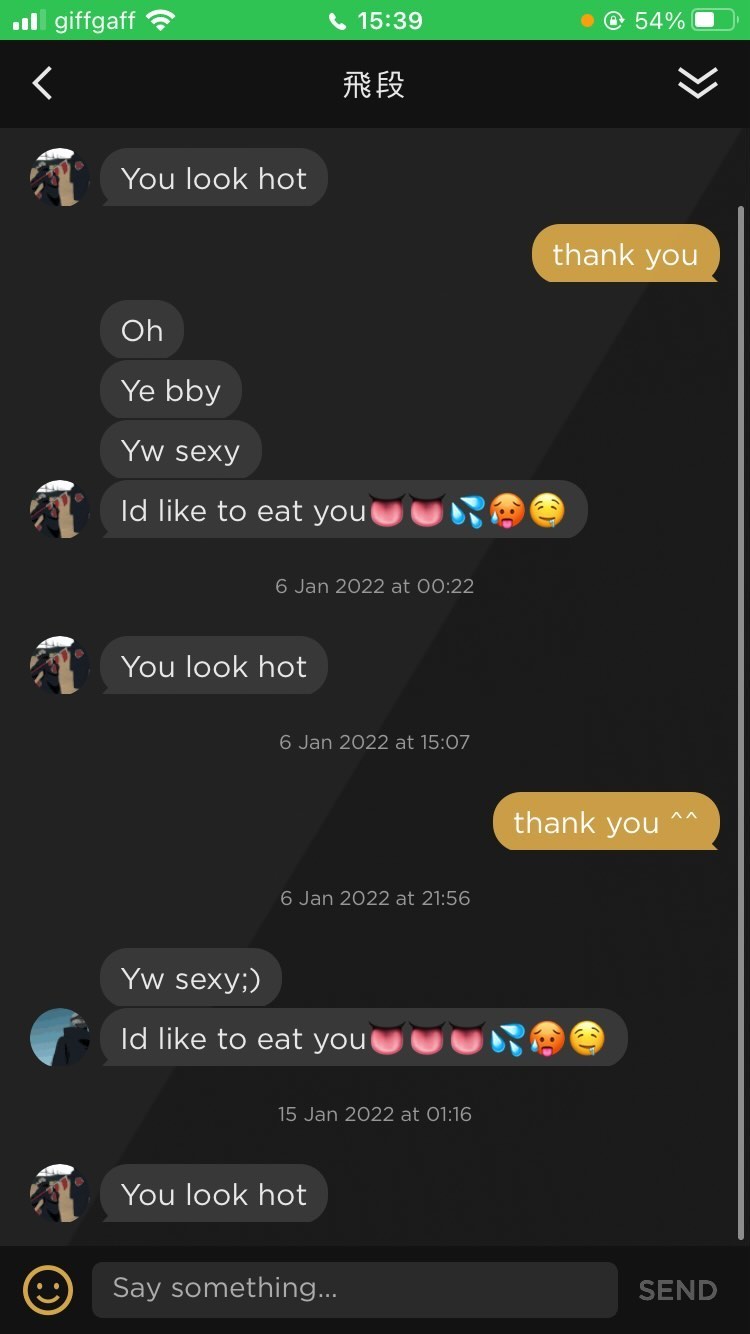 giffgaff 15:39 54%
飛段
You look hot
thank you
Oh
Ye bby
Yw sexy
Id like to eat you👅👅💦🥵🤤
6 Jan 2022 at 00:22
You look hot
6 Jan 2022 at 15:07
thank you ^^
6 Jan 2022 at 21:56
Yw sexy;)
Id like to eat you👅👅👅💦🥵🤤
15 Jan 2022 at 01:16
You look hot
Say something... SEND